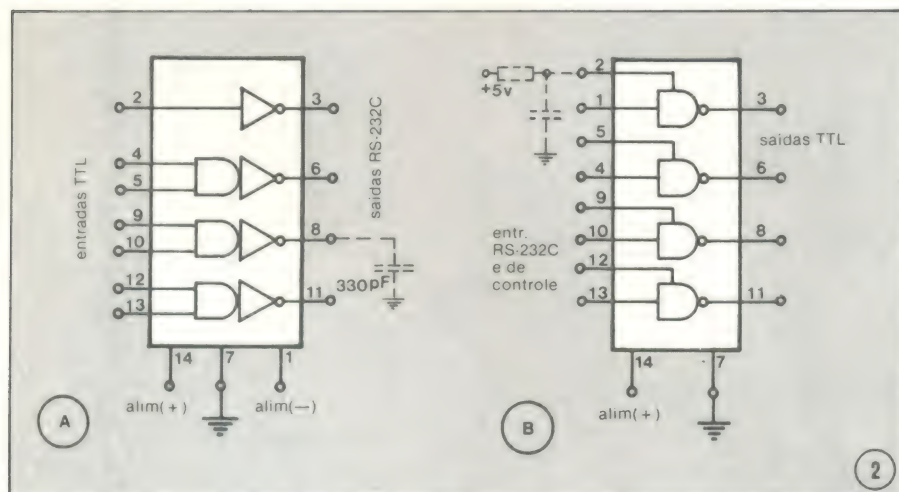 2
3
4
5
6
9
10
8
12
13
11
14
7
1
entradas TTL
saídas RS-232C
330pF
alim(+)
alim(—)
A
+5v
2
1
3
5
4
6
9
10
8
12
13
11
14
7
saídas TTL
entr.
RS-232C
e de
controle
alim(+)
B
2